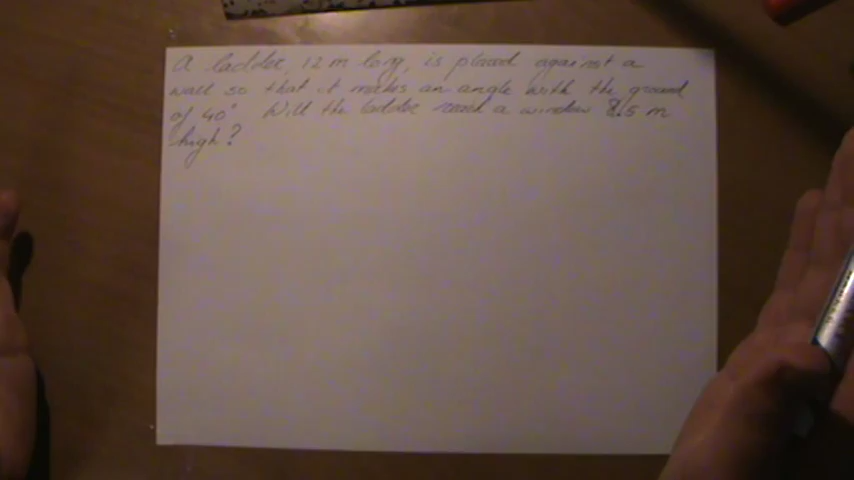 A ladder, 12 m long, is placed against a
wall so that it makes an angle with the ground
of 40° Will the ladder reach a window 8.5 m
high?